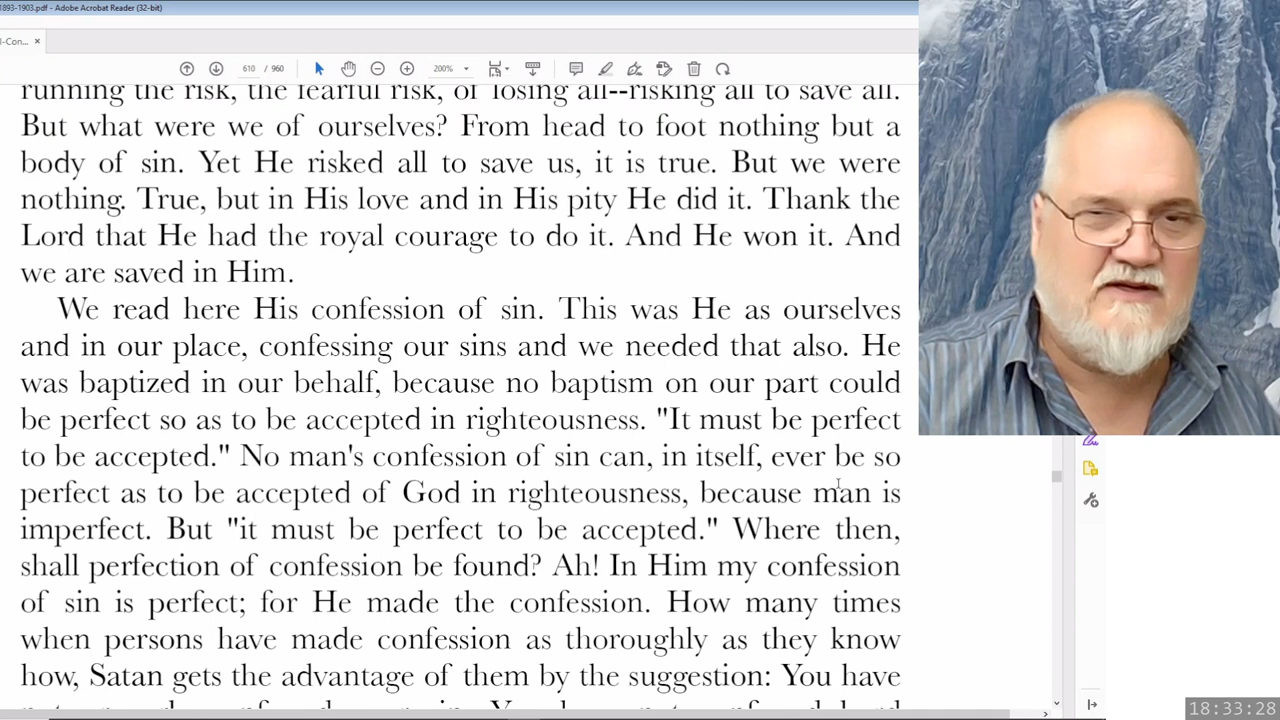 1893-1903.pdf - Adobe Acrobat Reader (32-bit)
l-Con... ×
610 / 960
200%
running the risk, the fearful risk, of losing all--risking all to save all.
But what were we of ourselves? From head to foot nothing but a
body of sin. Yet He risked all to save us, it is true. But we were
nothing. True, but in His love and in His pity He did it. Thank the
Lord that He had the royal courage to do it. And He won it. And
we are saved in Him.
We read here His confession of sin. This was He as ourselves
and in our place, confessing our sins and we needed that also. He
was baptized in our behalf, because no baptism on our part could
be perfect so as to be accepted in righteousness. "It must be perfect
to be accepted." No man's confession of sin can, in itself, ever be so
perfect as to be accepted of God in righteousness, because man is
imperfect. But "it must be perfect to be accepted." Where then,
shall perfection of confession be found? Ah! In Him my confession
of sin is perfect; for He made the confession. How many times
when persons have made confession as thoroughly as they know
how, Satan gets the advantage of them by the suggestion: You have
18:33:28